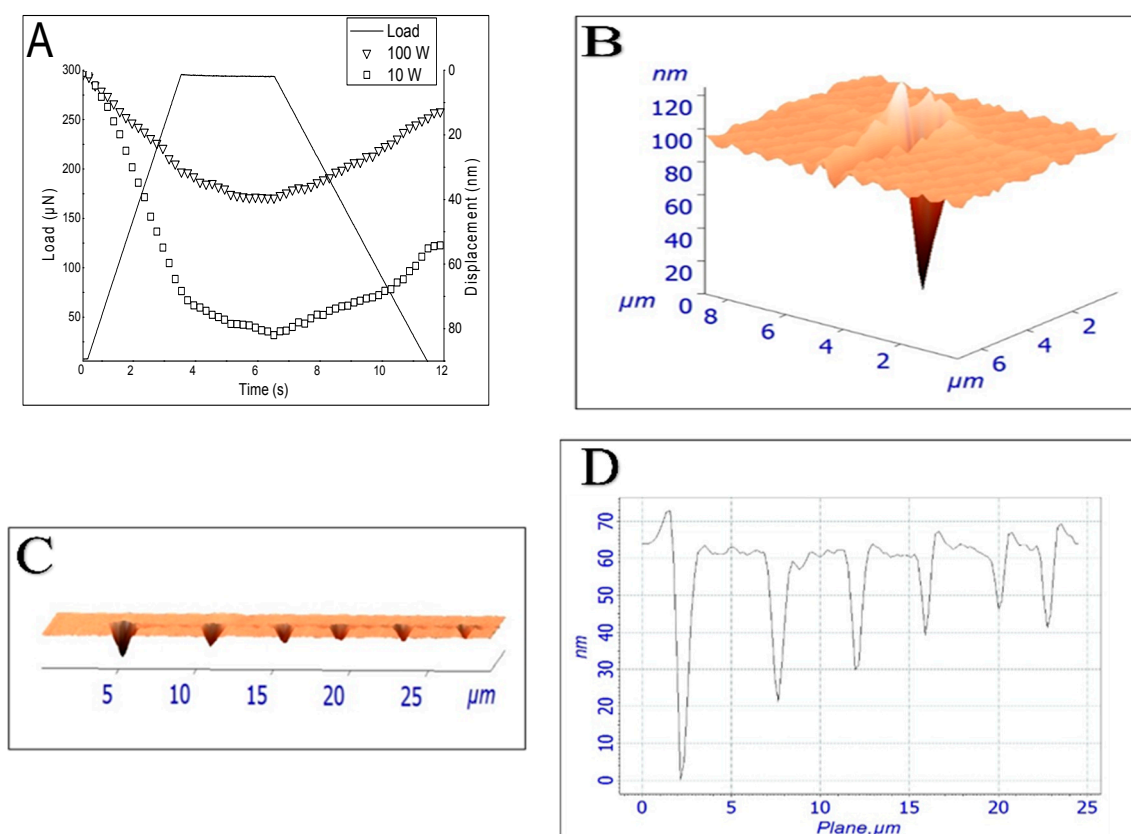 A
Load
100 W
10 W
300
250
200
150
100
50
Load (µN)
0
20
40
60
80
Displacement (nm)
0 2 4 6 8 10 12
Time (s)
B
nm
120
100
80
60
40
20
0
µm
8 6 4 2
µm
6 4 2
C
5 10 15 20 25 µm
D
70
60
50
40
30
20
10
0
nm
0 5 10 15 20 25
Plane,µm